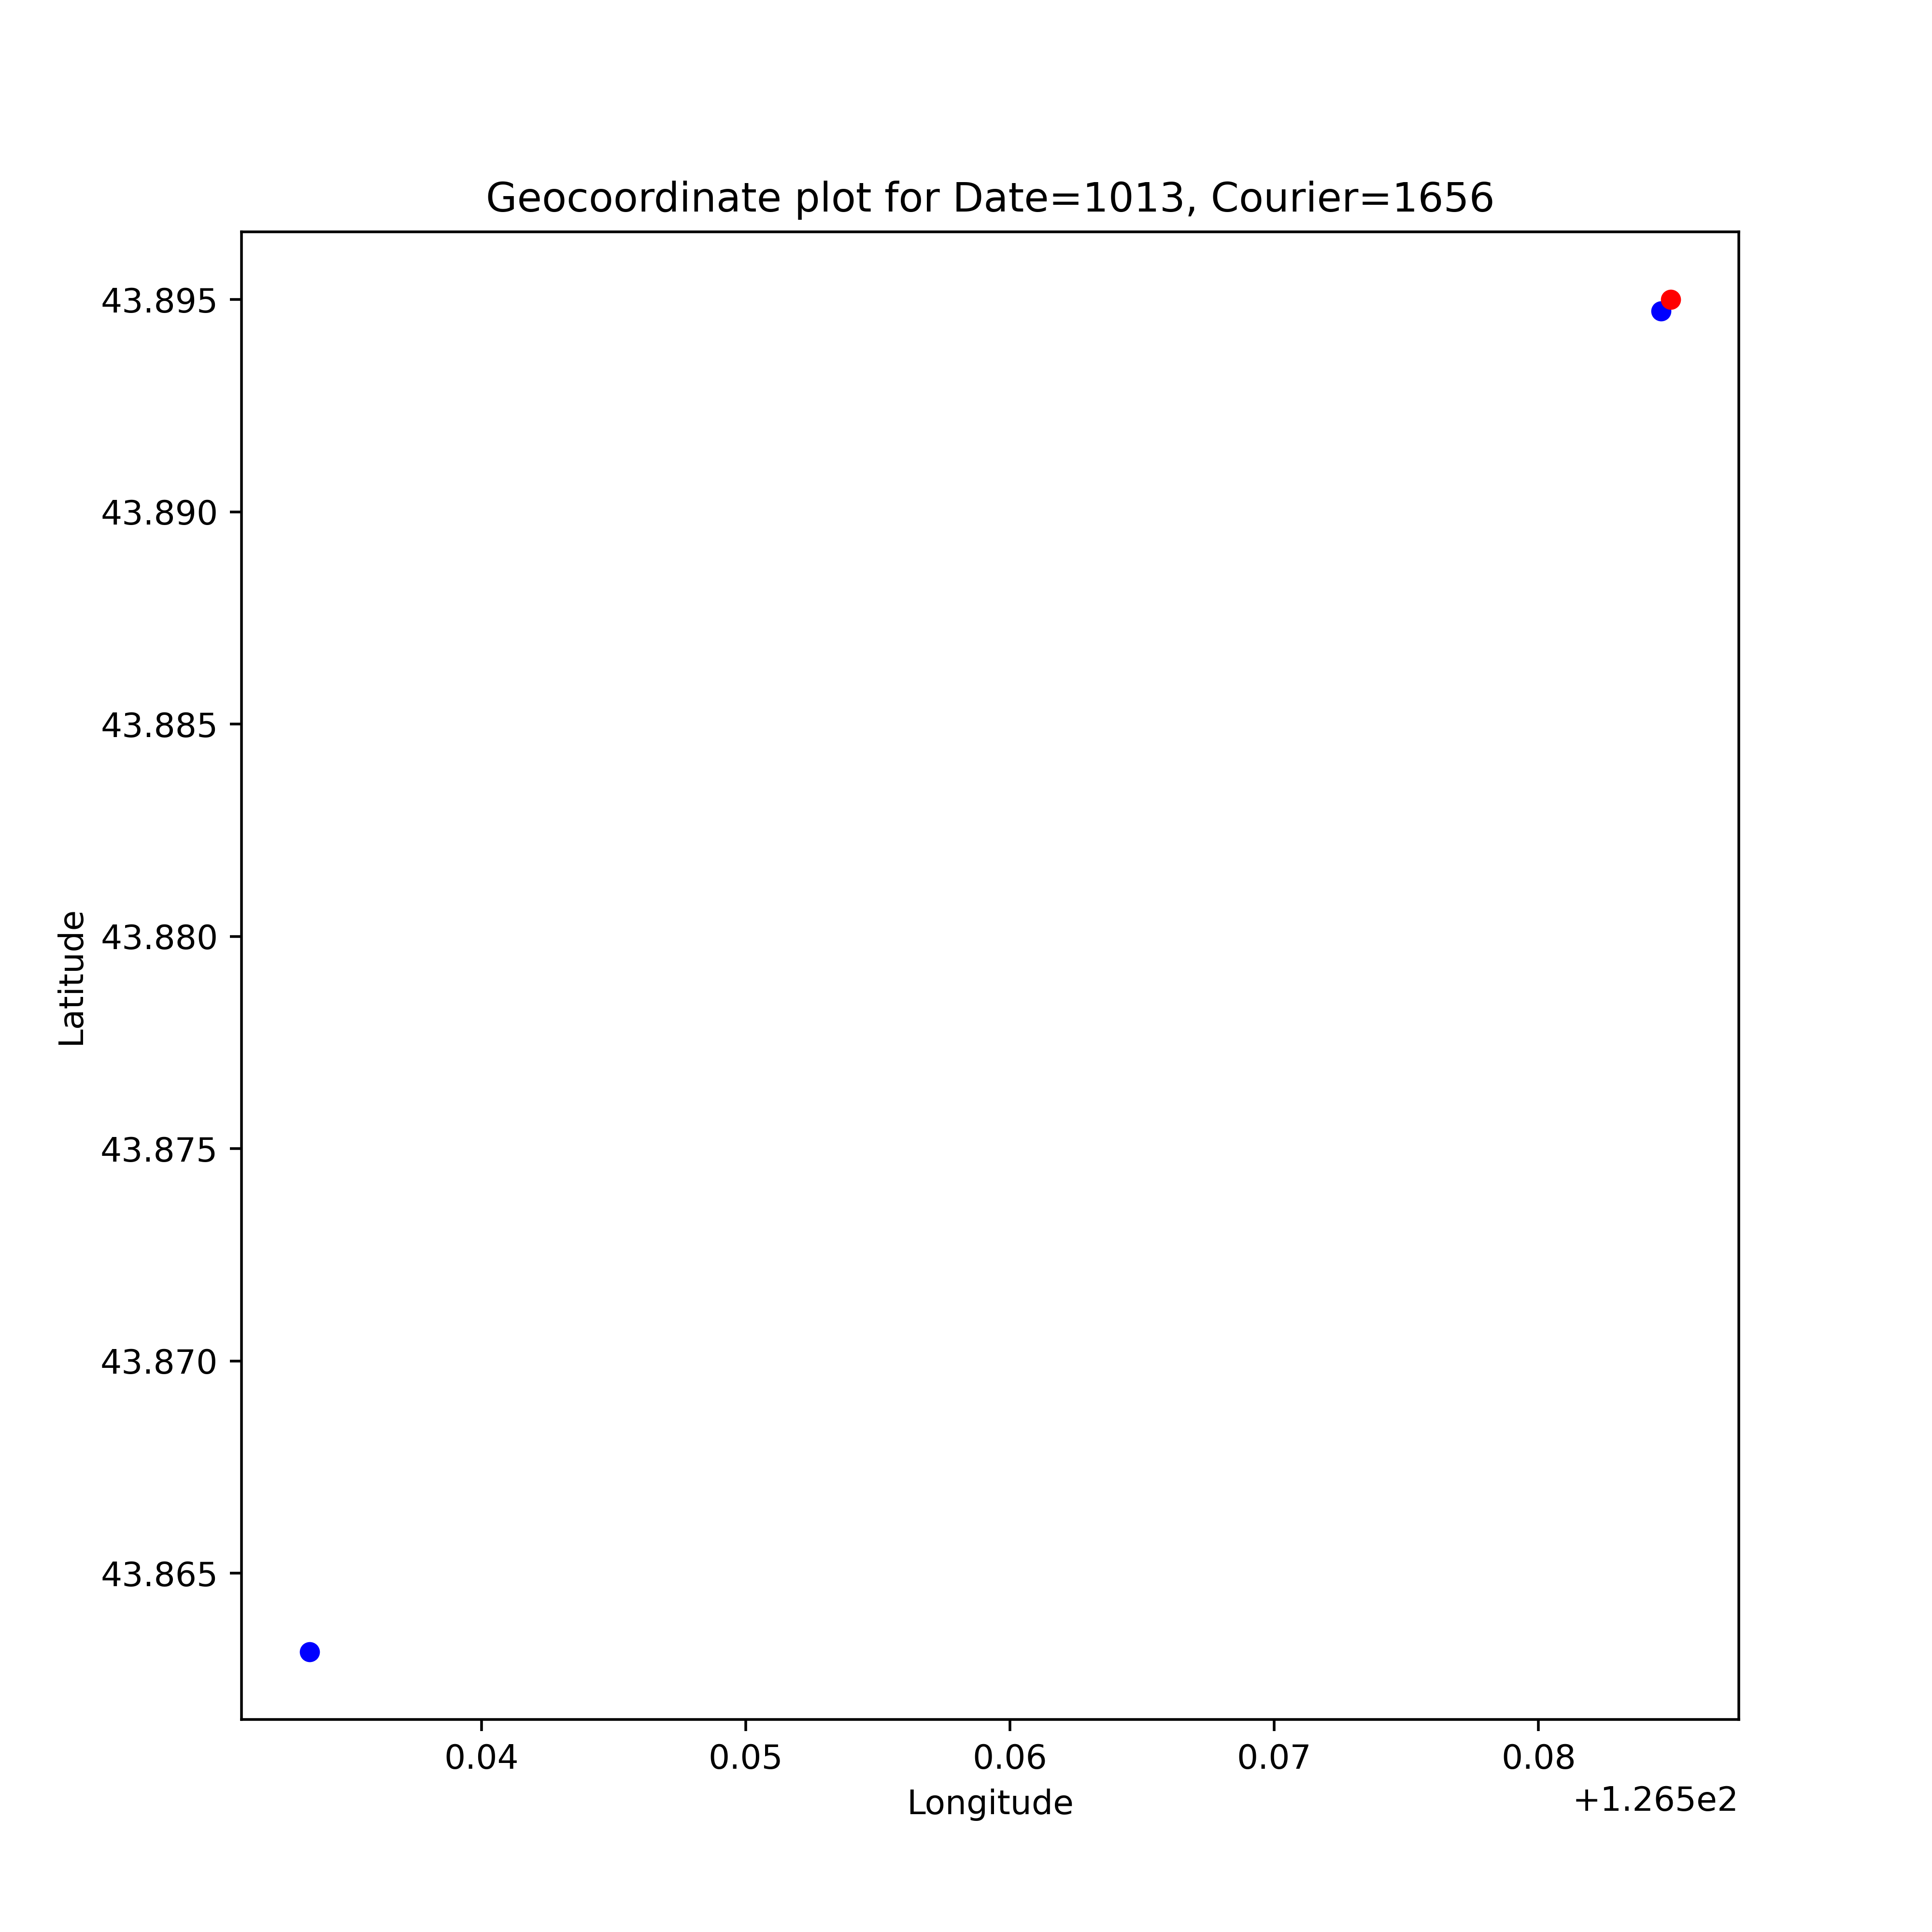 Geocoordinate plot for Date=1013, Courier=1656
43.895
43.890
43.885
43.880
43.875
43.870
43.865
Latitude
0.04 0.05 0.06 0.07 0.08
Longitude
+1.265e2